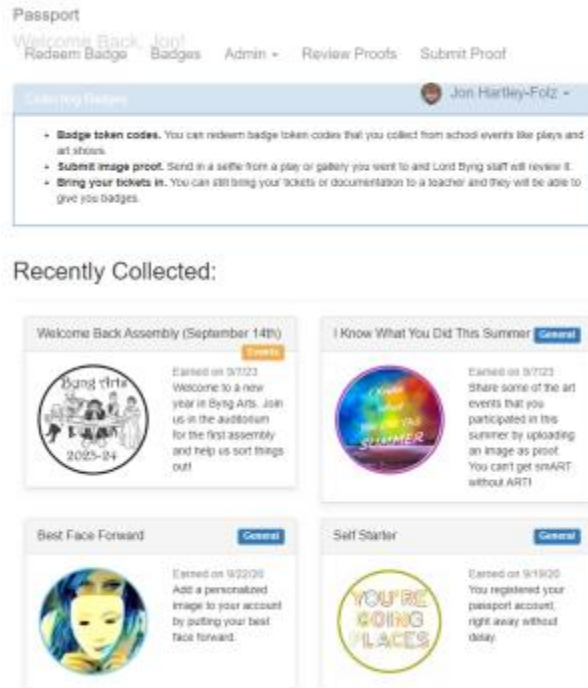 Passport
Welcome Back, Jon!
Redeem Badge Badges Admin Review Proofs Submit Proof
Jon Hartley-Folz
Collecting Badges
Badge token codes. You can redeem badge token codes that you collect from school events like plays and
art shows.
Submit image proof. Send in a selfie from a play or gallery you went to and Lord Byng staff will review it.
Bring your tickets in. You can still bring your tickets or documentation to a teacher and they will be able to
give you badges.
Recently Collected:
Welcome Back Assembly (September 14th)
Events
Byng Arts
2023-24
Earned on 9/7/23
Welcome to a new
year in Byng Arts. Join
us in the auditorium
for the first assembly
and help us sort things
out!
I Know What You Did This Summer General
I KNOW
WHAT
YOU DID THIS
SUMMER
Earned on 9/7/23
Share some of the art
events that you
participated in this
summer by uploading
an image as proof.
You can't get smART
without ART!
Best Face Forward General
Earned on 9/22/20
Add a personalized
image to your account
by putting your best
face forward.
Self Starter General
YOU'RE
GOING
PLACES
Earned on 9/19/20
You registered your
passport account,
right away without
delay.